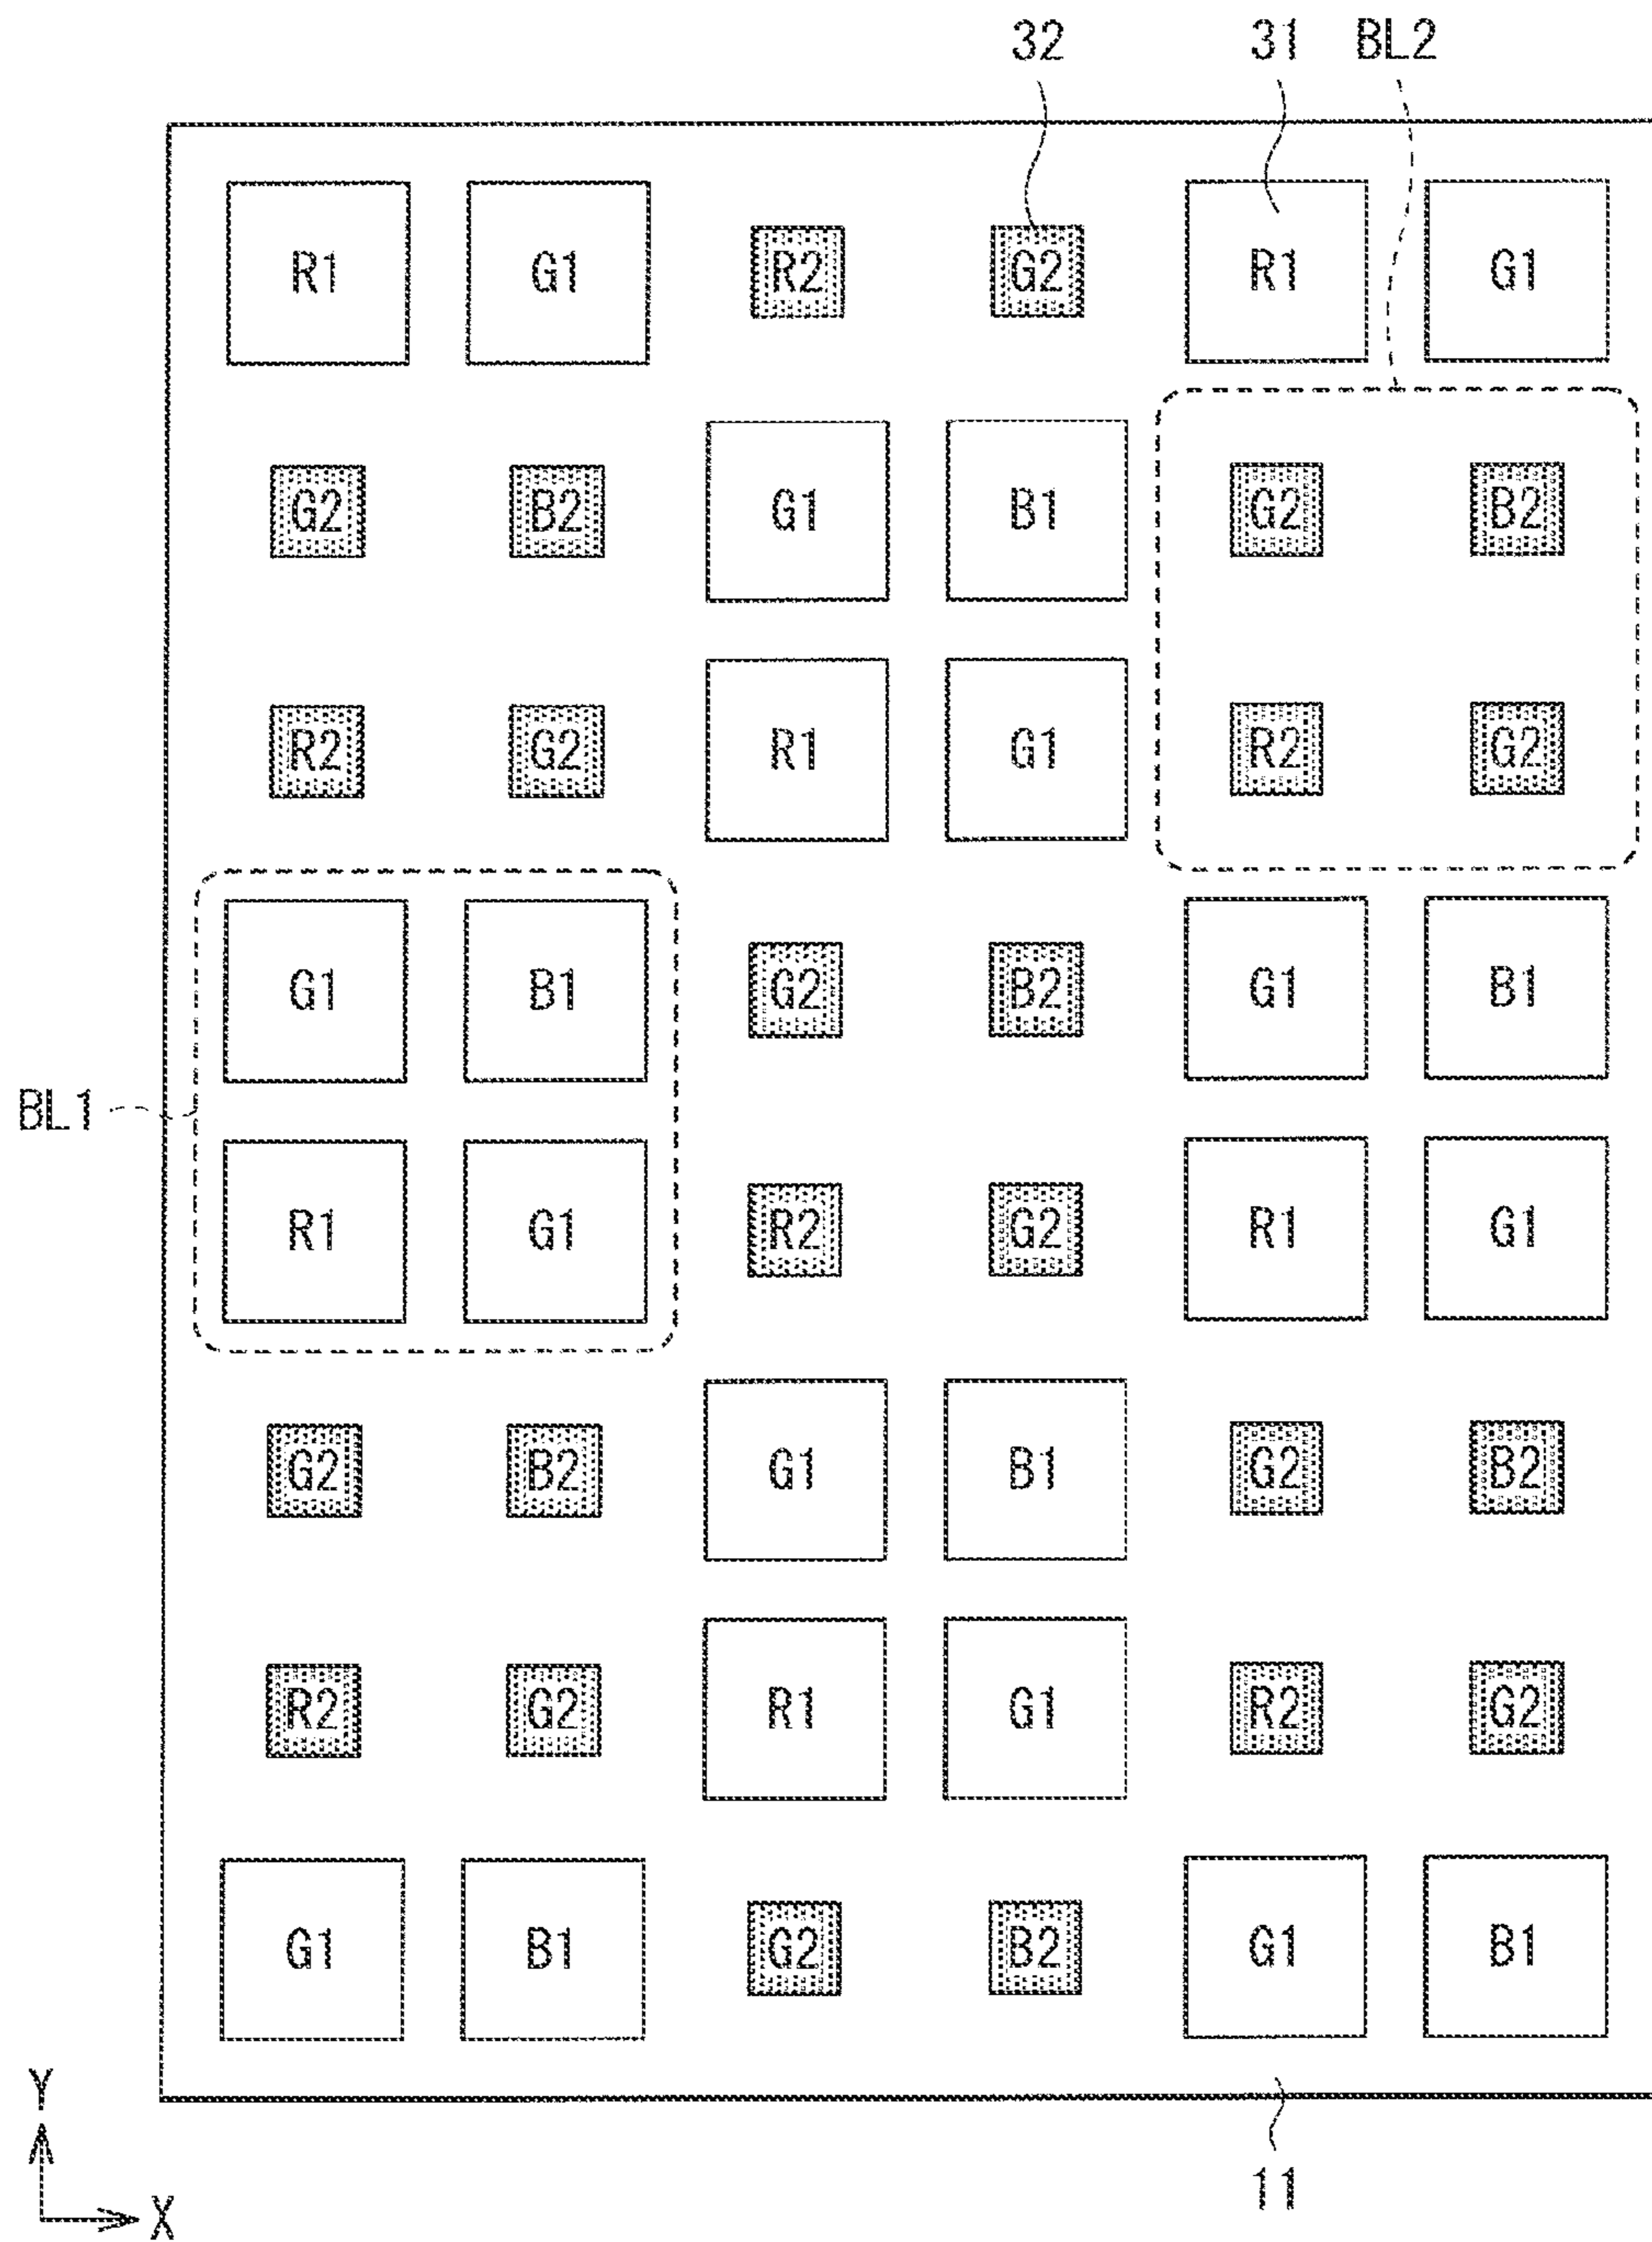 32 31 BL2
R1 G1 R2 G2 R1 G1
G2 B2 G1 B1 G2 B2
R2 G2 R1 G1 R2 G2
G1 B1 G2 B2 G1 B1
BL1
R1 G1 R2 G2 R1 G1
G2 B2 G1 B1 G2 B2
R2 G2 R1 G1 R2 G2
G1 B1 G2 B2 G1 B1
Y
X
11